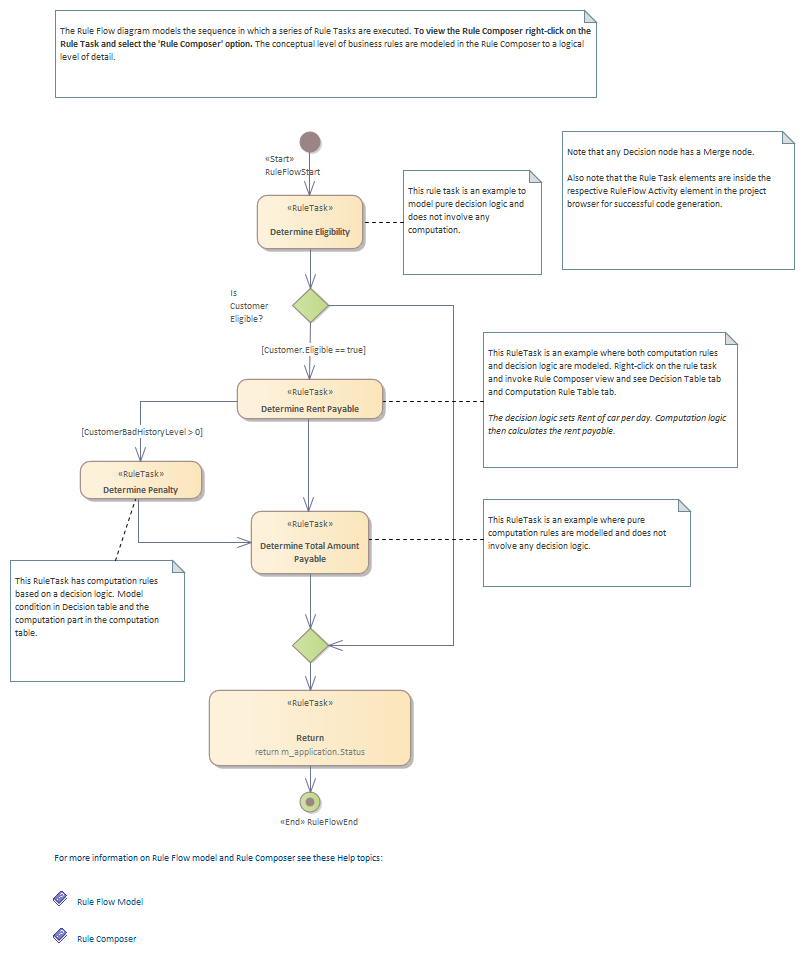 The Rule Flow diagram models the sequence in which a series of Rule Tasks are executed. To view the Rule Composer right-click on the
Rule Task and select the 'Rule Composer' option. The conceptual level of business rules are modeled in the Rule Composer to a logical
level of detail.
«Start»
RuleFlowStart
Note that any Decision node has a Merge node.
Also note that the Rule Task elements are inside the
respective RuleFlow Activity element in the project
browser for successful code generation.
This rule task is an example to
model pure decision logic and
does not involve any
computation.
«RuleTask»
Determine Eligibility
Is
Customer
Eligible?
[Customer.Eligible == true]
This RuleTask is an example where both computation rules
and decision logic are modeled. Right-click on the rule task
and invoke Rule Composer view and see Decision Table tab
and Computation Rule Table tab.
The decision logic sets Rent of car per day. Computation logic
then calculates the rent payable.
«RuleTask»
Determine Rent Payable
[CustomerBadHistoryLevel > 0]
«RuleTask»
Determine Penalty
«RuleTask»
Determine Total Amount
Payable
This RuleTask is an example where pure
computation rules are modelled and does not
involve any decision logic.
This RuleTask has computation rules
based on a decision logic. Model
condition in Decision table and the
computation part in the computation
table.
«RuleTask»
Return
return m_application.Status
«End» RuleFlowEnd
For more information on Rule Flow model and Rule Composer see these Help topics:
Rule Flow Model
Rule Composer